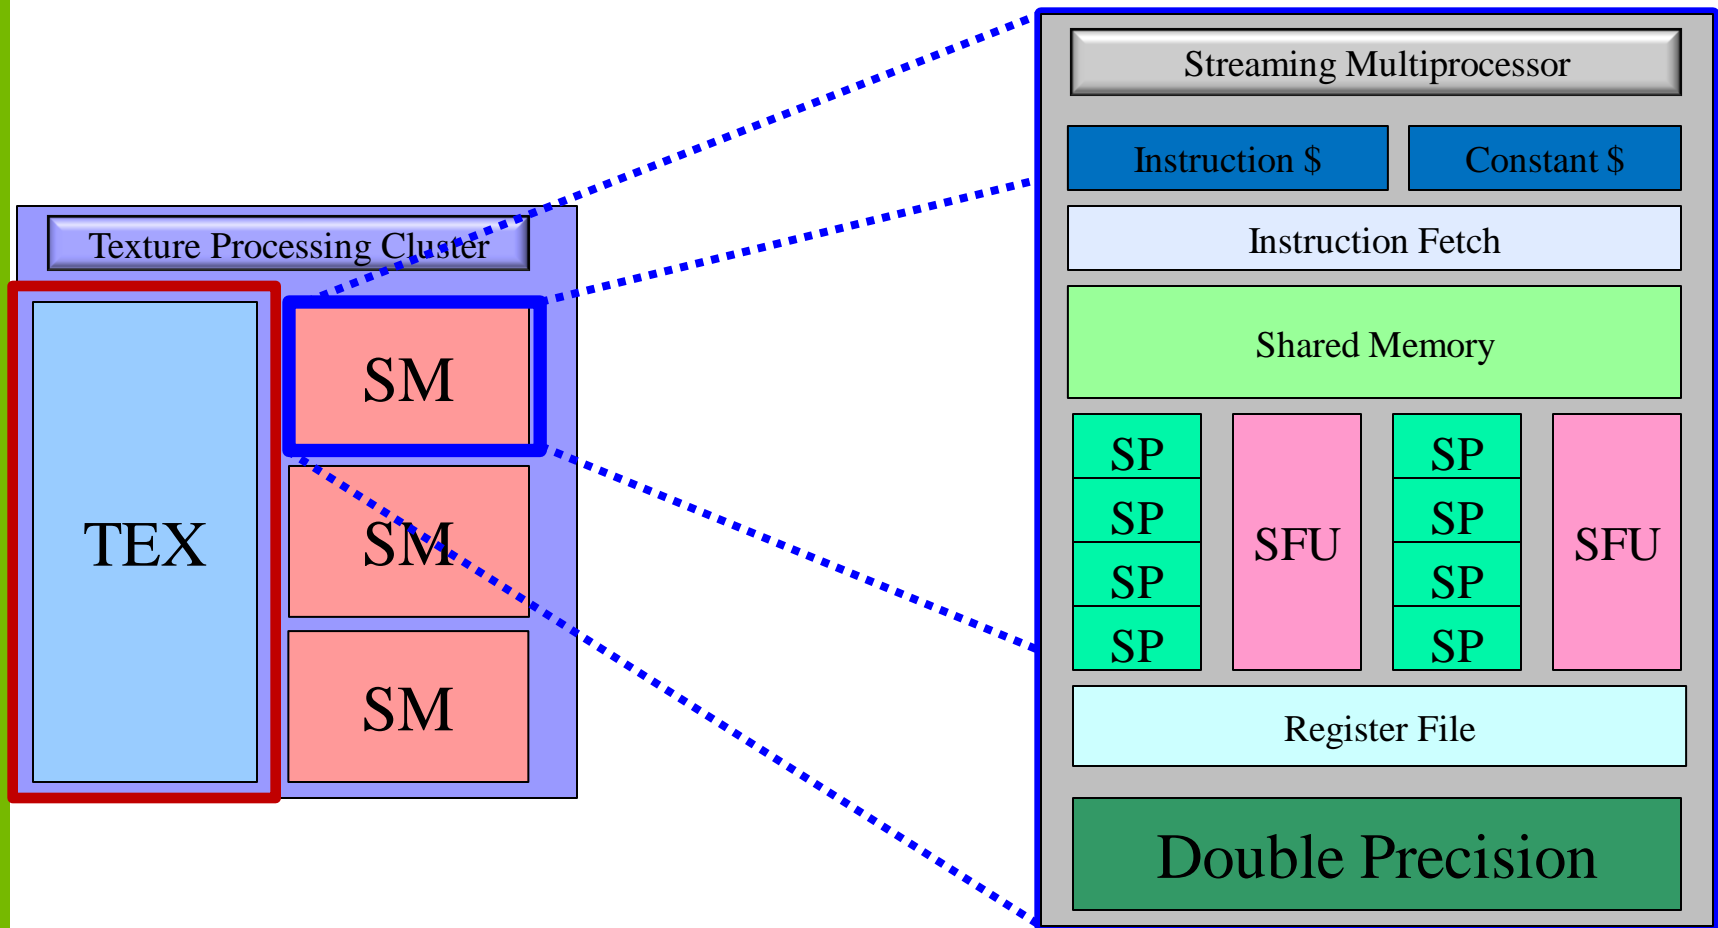 Texture Processing Cluster
TEX
SM
SM
SM
Streaming Multiprocessor
Instruction $
Constant $
Instruction Fetch
Shared Memory
SP
SP
SP
SP
SFU
SP
SP
SP
SP
SFU
Register File
Double Precision